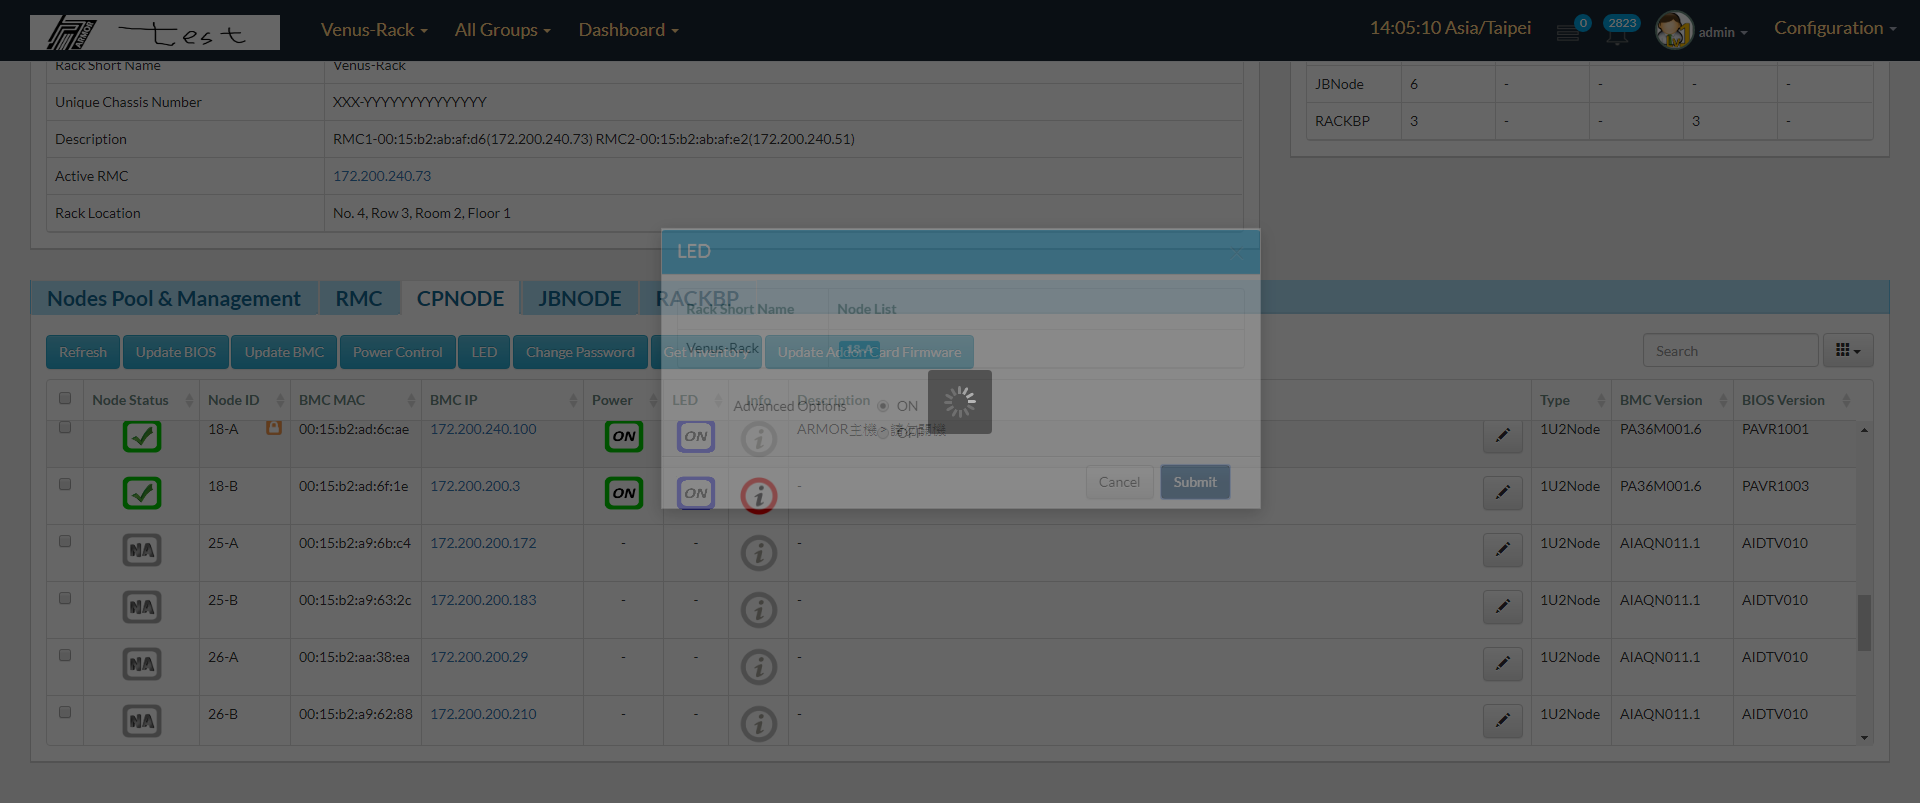 ARMOR test Venus-Rack All Groups Dashboard 14:05:10 Asia/Taipei 0 2823 admin Configuration
Rack Short Name Venus-Rack
Unique Chassis Number XXX-YYYYYYYYYYYYYY
Description RMC1-00:15:b2:ab:af:d6(172.200.240.73) RMC2-00:15:b2:ab:af:e2(172.200.240.51)
Active RMC 172.200.240.73
Rack Location No. 4, Row 3, Room 2, Floor 1
JBNode 6 - - - -
RACKBP 3 - - 3 -
LED
Rack Short Name Node List
Venus-Rack 18-A
Advanced Options ON
OFF
Cancel Submit
Nodes Pool & Management RMC CPNODE JBNODE RACKBP
Refresh Update BIOS Update BMC Power Control LED Change Password Get Inventory Update Addon Card Firmware Search
Node Status Node ID BMC MAC BMC IP Power LED Info Description Type BMC Version BIOS Version
18-A 00:15:b2:ad:6c:ae 172.200.240.100 ON ON i ARMOR主機 1U2Node PA36M001.6 PAVR1001
18-B 00:15:b2:ad:6f:1e 172.200.200.3 ON ON i - 1U2Node PA36M001.6 PAVR1003
NA 25-A 00:15:b2:a9:6b:c4 172.200.200.172 - - i - 1U2Node AIAQN011.1 AIDTV010
NA 25-B 00:15:b2:a9:63:2c 172.200.200.183 - - i - 1U2Node AIAQN011.1 AIDTV010
NA 26-A 00:15:b2:aa:38:ea 172.200.200.29 - - i - 1U2Node AIAQN011.1 AIDTV010
NA 26-B 00:15:b2:a9:62:88 172.200.200.210 - - i - 1U2Node AIAQN011.1 AIDTV010